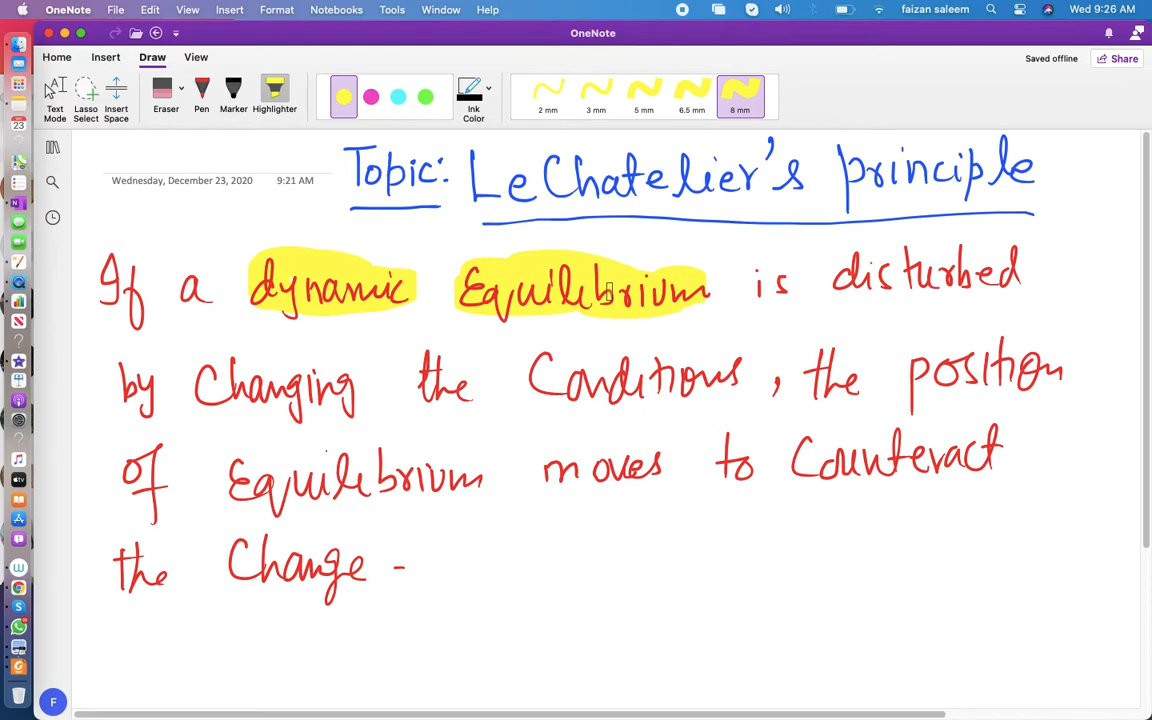 OneNote File Edit View Insert Format Notebooks Tools Window Help faizan saleem Wed 9:26 AM
OneNote
Home Insert Draw View Saved offline Share
Text Mode Lasso Select Insert Space Eraser Pen Marker Highlighter Ink Color 2 mm 3 mm 5 mm 6.5 mm 8 mm
23
Wednesday, December 23, 2020 9:21 AM
Topic: Le Chatelier's principle
If a dynamic Equilebrium is disturbed
by Changing the Conditions, the position
of Equilebrium moves to Counteract
the Change -
F